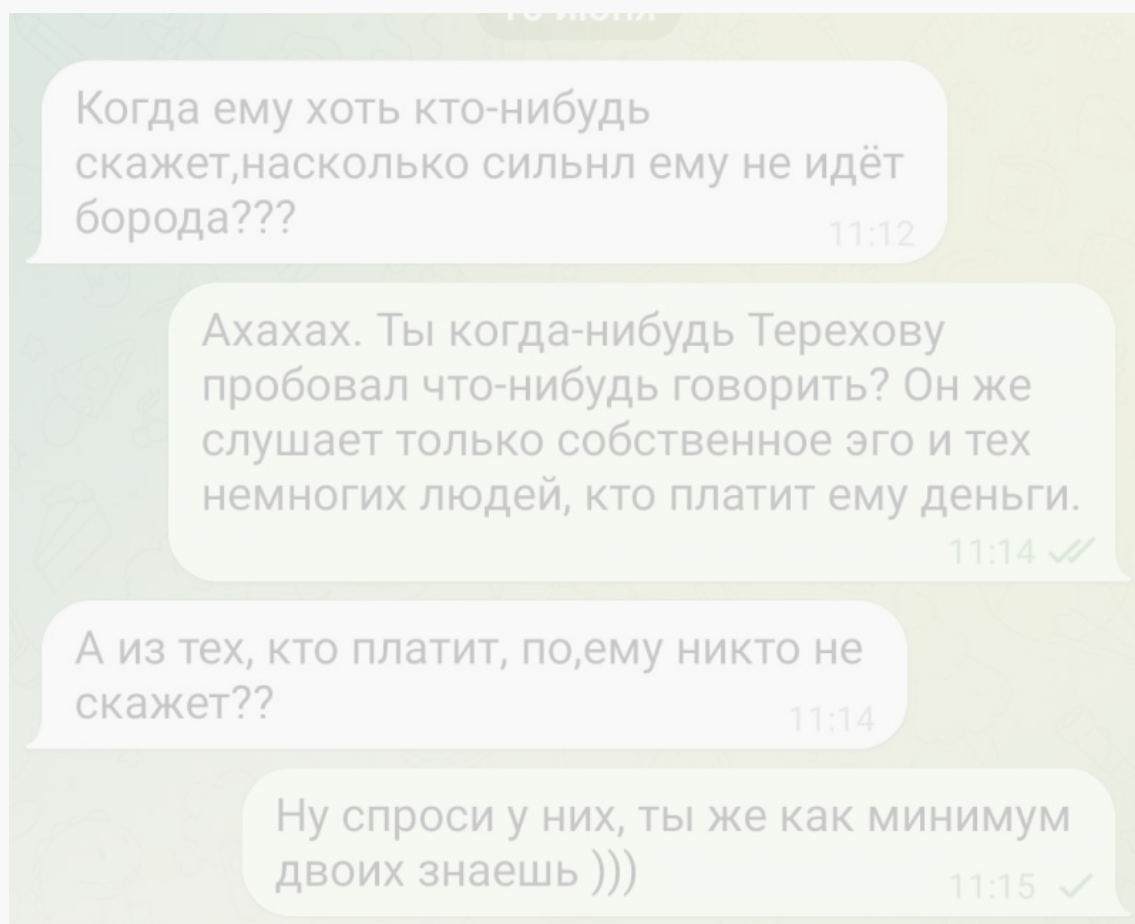 Когда ему хоть кто-нибудь
скажет,насколько сильнл ему не идёт
борода???
11:12
Ахахах. Ты когда-нибудь Терехову
пробовал что-нибудь говорить? Он же
слушает только собственное эго и тех
немногих людей, кто платит ему деньги.
11:14
А из тех, кто платит, по,ему никто не
скажет??
11:14
Ну спроси у них, ты же как минимум
двоих знаешь )))
11:15